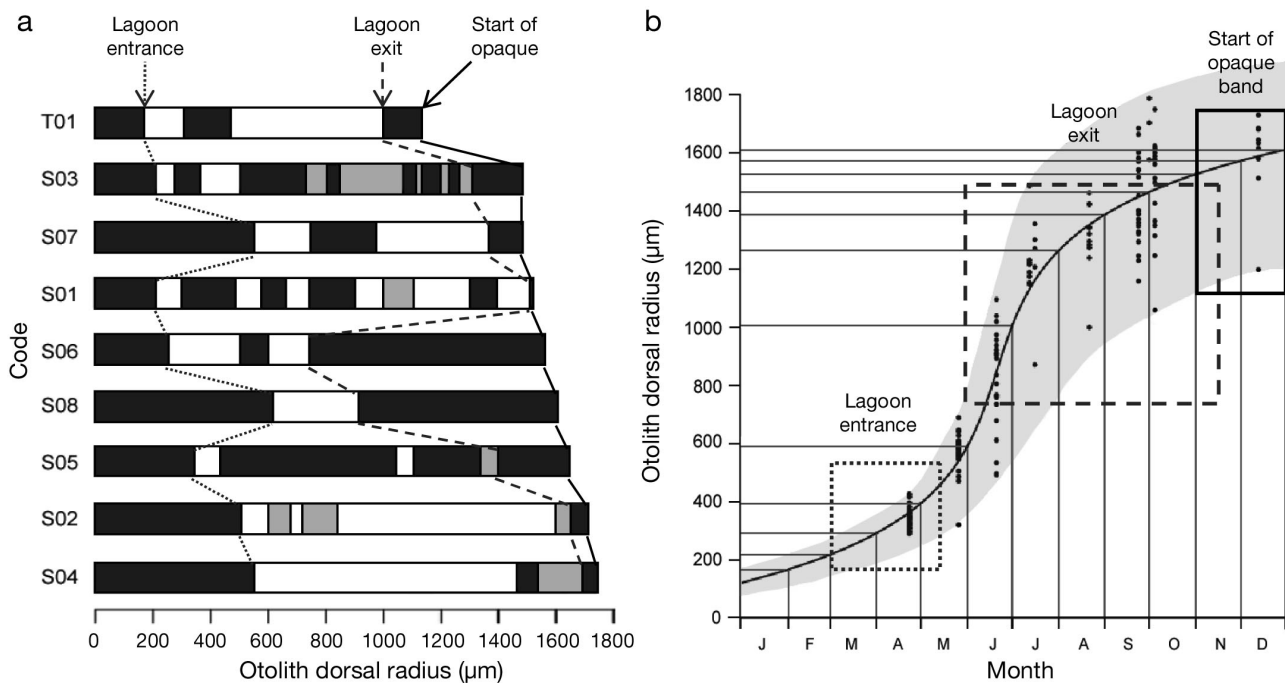 a
Lagoon
entrance
Lagoon
exit
Start of
opaque
Code
T01
S03
S07
S01
S06
S08
S05
S02
S04
0 200 400 600 800 1000 1200 1400 1600 1800
Otolith dorsal radius (µm)
b
Start of
opaque
band
Lagoon
exit
Lagoon
entrance
Otolith dorsal radius (µm)
1800
1600
1400
1200
1000
800
600
400
200
0
J F M A M J J A S O N D
Month